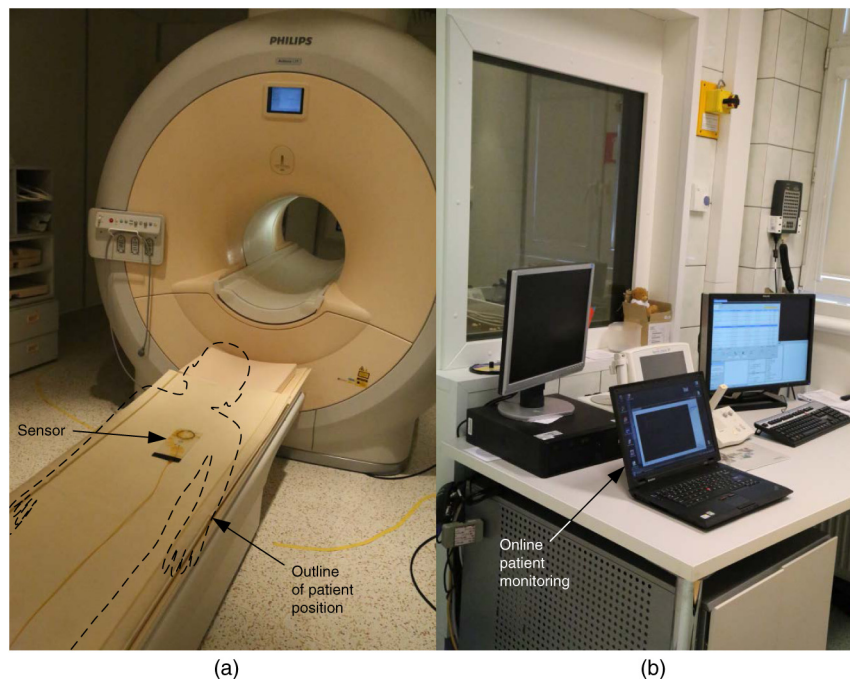 PHILIPS
Sensor
Outline
of patient
position
Online
patient
monitoring
(a)
(b)